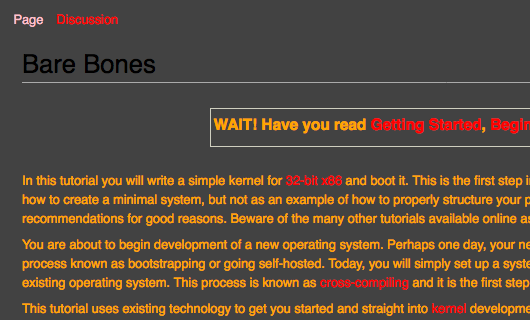 Page Discussion
Bare Bones
WAIT! Have you read Getting Started, Begin
In this tutorial you will write a simple kernel for 32-bit x86 and boot it. This is the first step i
how to create a minimal system, but not as an example of how to properly structure your p
recommendations for good reasons. Beware of the many other tutorials available online as
You are about to begin development of a new operating system. Perhaps one day, your ne
process known as bootstrapping or going self-hosted. Today, you will simply set up a syste
existing operating system. This process is known as cross-compiling and it is the first step
This tutorial uses existing technology to get you started and straight into kernel developm